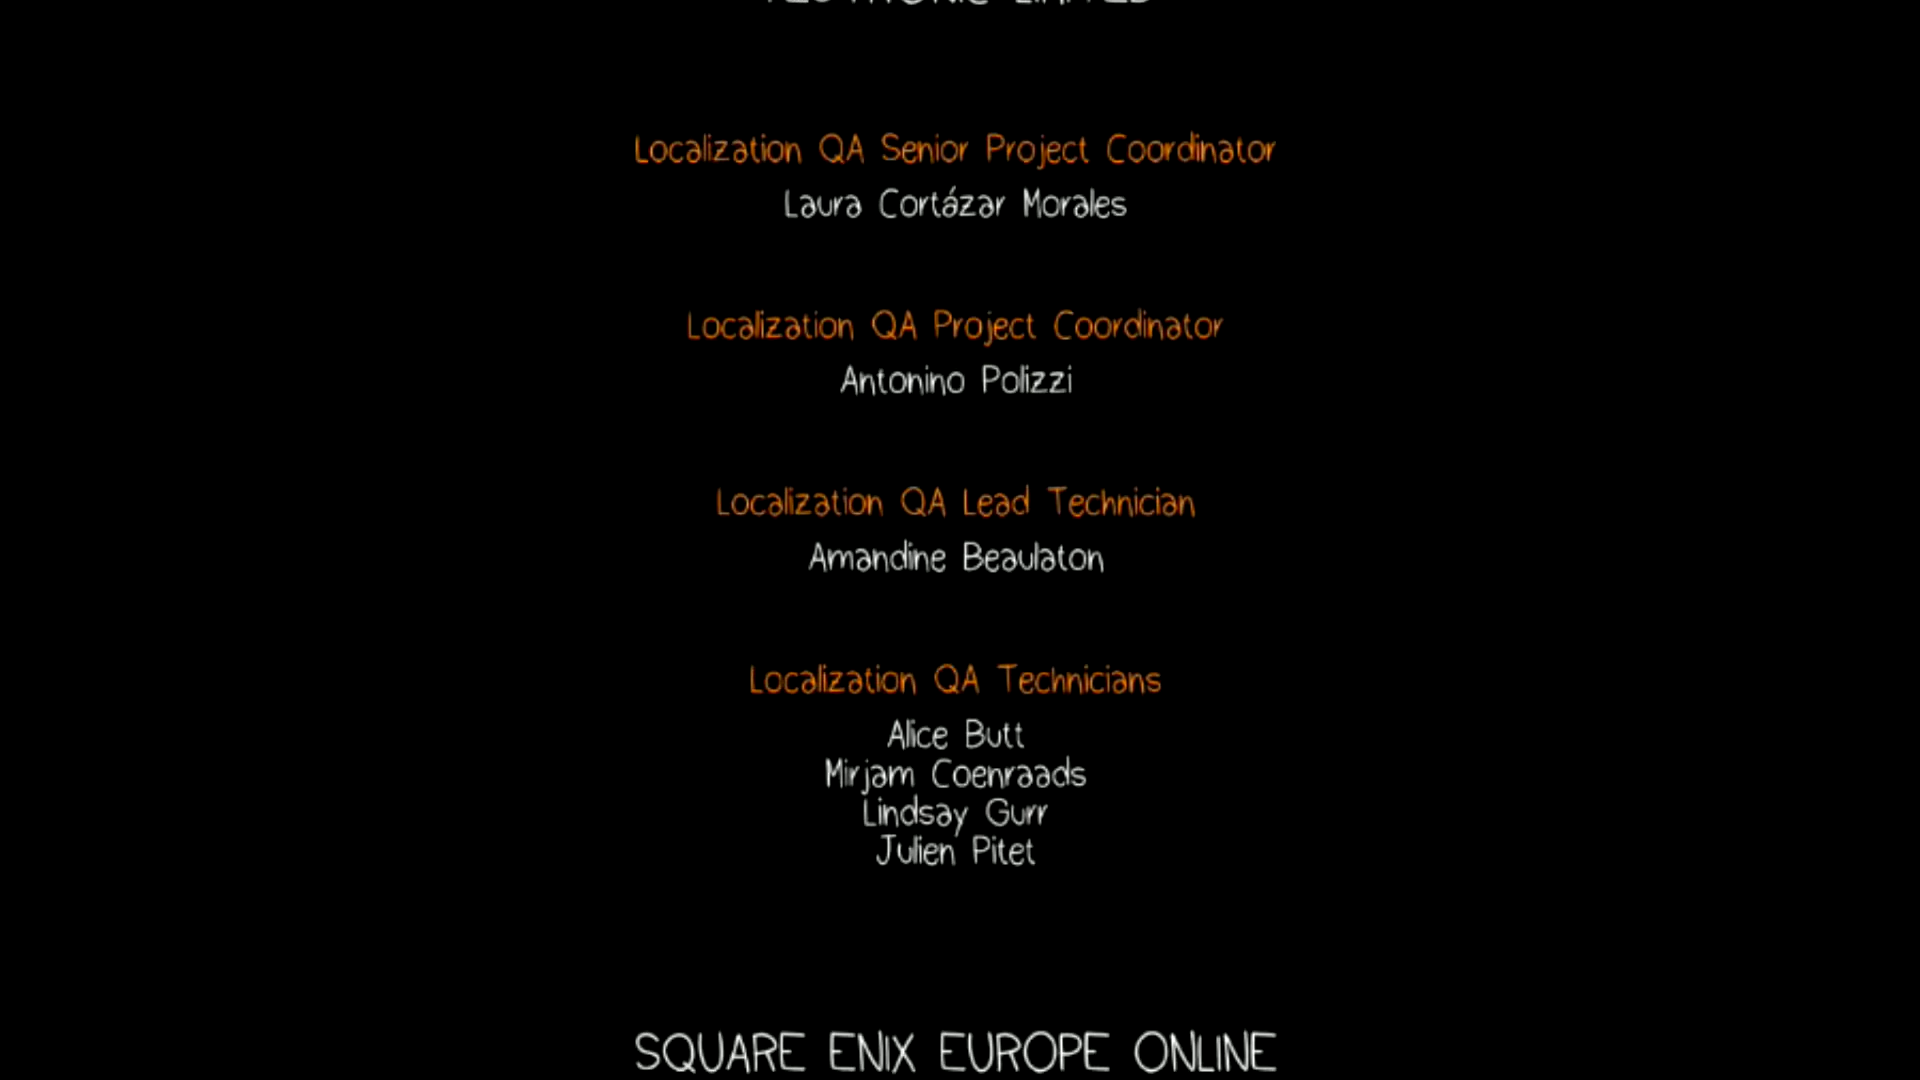 Localization QA Senior Project Coordinator
Laura Cortázar Morales
Localization QA Project Coordinator
Antonino Polizzi
Localization QA Lead Technician
Amandine Beaulaton
Localization QA Technicians
Alice Butt
Mirjam Coenraads
Lindsay Gurr
Julien Pitet
SQUARE ENIX EUROPE ONLINE